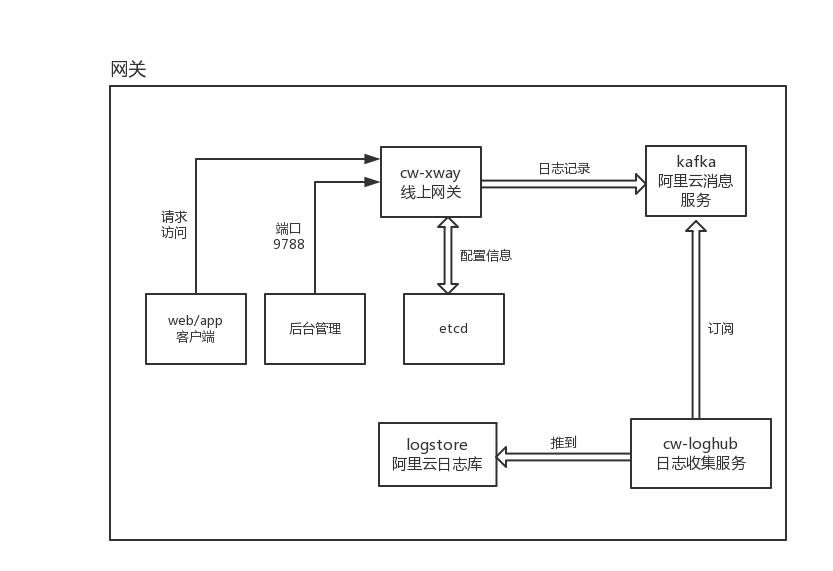 网关
cw-xway
线上网关
日志记录
kafka
阿里云消息
服务
请求
访问
端口
9788
配置信息
web/app
客户端
后台管理
etcd
订阅
logstore
阿里云日志库
推到
cw-loghub
日志收集服务